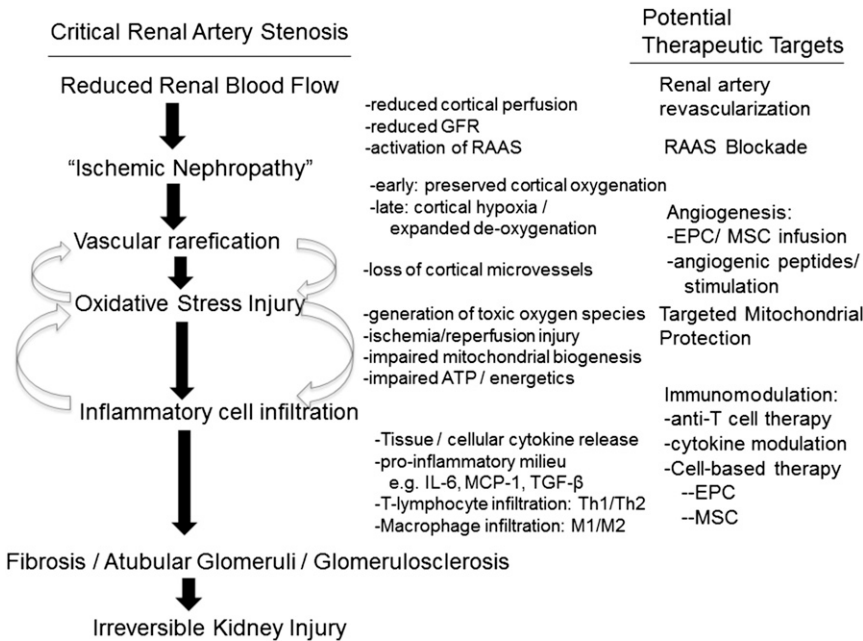 Critical Renal Artery Stenosis
Reduced Renal Blood Flow
"Ischemic Nephropathy"
Vascular rarefication
Oxidative Stress Injury
Inflammatory cell infiltration
Fibrosis / Atubular Glomeruli / Glomerulosclerosis
Irreversible Kidney Injury
-reduced cortical perfusion
-reduced GFR
-activation of RAAS
-early: preserved cortical oxygenation
-late: cortical hypoxia /
expanded de-oxygenation
-loss of cortical microvessels
-generation of toxic oxygen species
-ischemia/reperfusion injury
-impaired mitochondrial biogenesis
-impaired ATP / energetics
-Tissue / cellular cytokine release
-pro-inflammatory milieu
e.g. IL-6, MCP-1, TGF-β
-T-lymphocyte infiltration: Th1/Th2
-Macrophage infiltration: M1/M2
Potential
Therapeutic Targets
Renal artery
revascularization
RAAS Blockade
Angiogenesis:
-EPC/ MSC infusion
-angiogenic peptides/
stimulation
Targeted Mitochondrial
Protection
Immunomodulation:
-anti-T cell therapy
-cytokine modulation
-Cell-based therapy
--EPC
--MSC